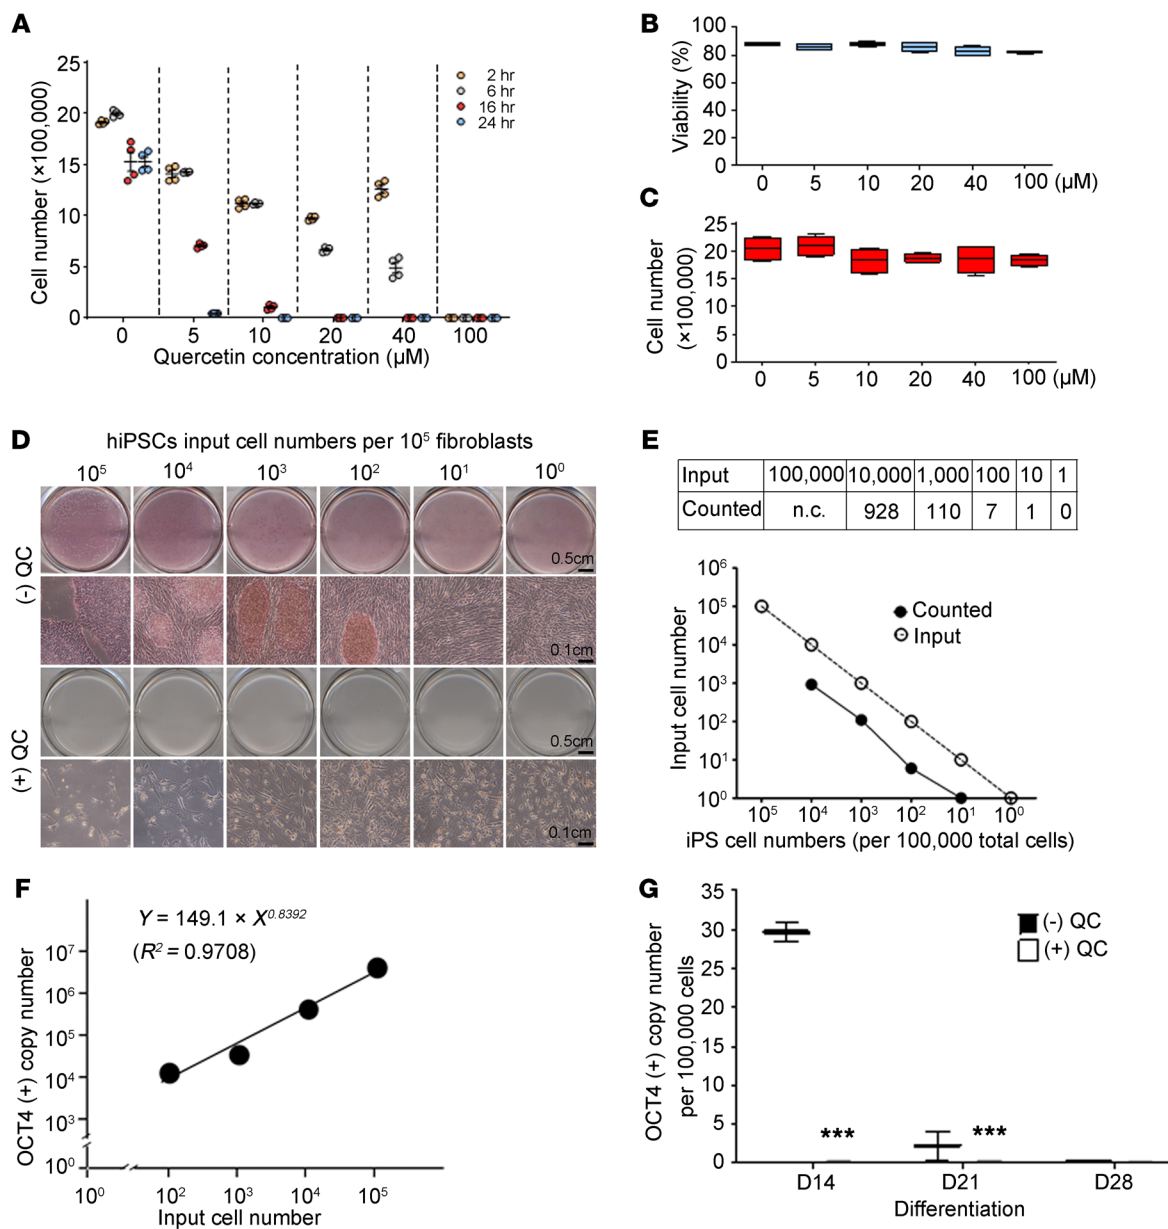 A
25
20
15
10
5
0
Cell number (×100,000)
2 hr
6 hr
16 hr
24 hr
0 5 10 20 40 100
Quercetin concentration (µM)
B
100
80
60
40
20
0
Viability (%)
0 5 10 20 40 100 (µM)
C
25
20
15
10
5
0
Cell number
(×100,000)
0 5 10 20 40 100 (µM)
D
hiPSCs input cell numbers per 10⁵ fibroblasts
10⁵ 10⁴ 10³ 10² 10¹ 10⁰
(-) QC
0.5cm
0.1cm
(+) QC
0.5cm
0.1cm
E
Input 100,000 10,000 1,000 100 10 1
Counted n.c. 928 110 7 1 0
10⁶
10⁵
10⁴
10³
10²
10¹
10⁰
Input cell number
Counted
Input
10⁵ 10⁴ 10³ 10² 10¹ 10⁰
iPS cell numbers (per 100,000 total cells)
F
Y = 149.1 × X⁰·⁸³⁹²
(R² = 0.9708)
10⁷
10⁶
10⁵
10⁴
10³
10⁰
OCT4 (+) copy number
10⁰ 10² 10³ 10⁴ 10⁵
Input cell number
G
35
30
25
20
15
10
5
0
OCT4 (+) copy number
per 100,000 cells
(-) QC
(+) QC
*** ***
D14 D21 D28
Differentiation